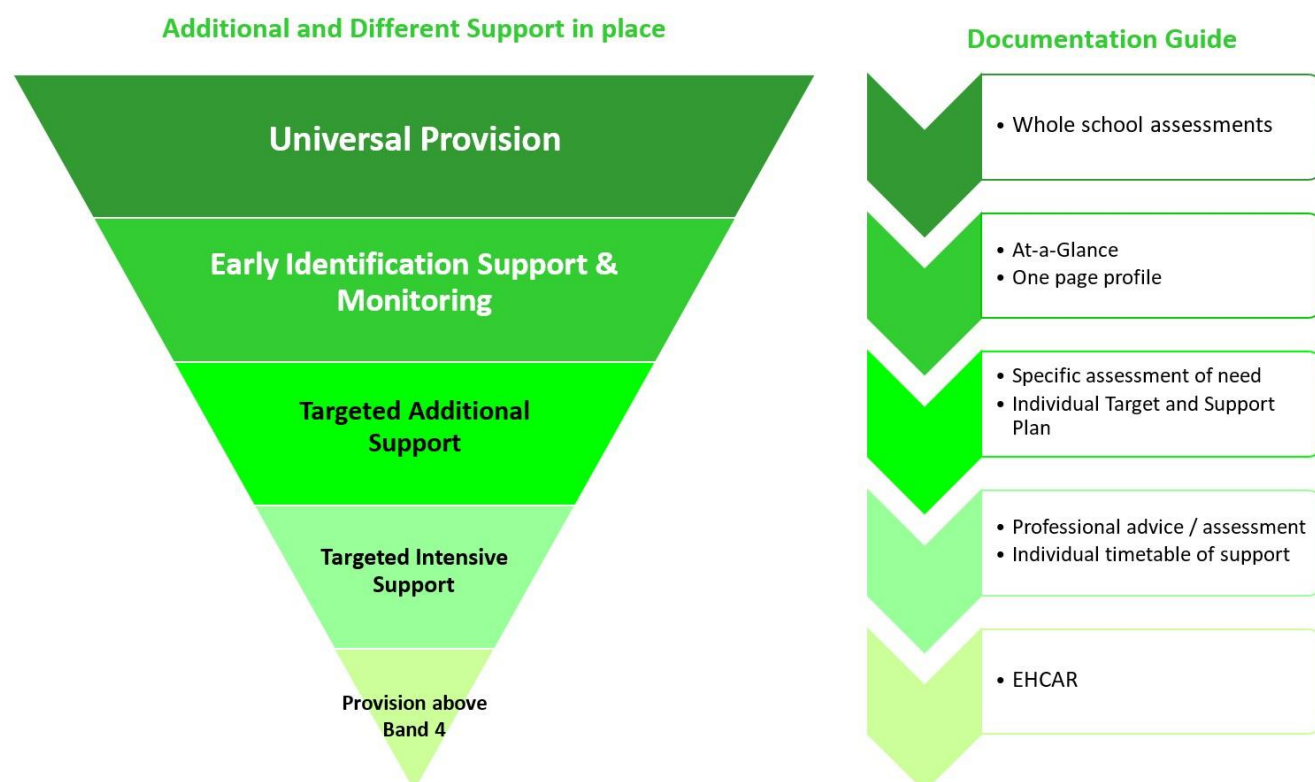 Additional and Different Support in place
Universal Provision
Early Identification Support &
Monitoring
Targeted Additional
Support
Targeted Intensive
Support
Provision above
Band 4
Documentation Guide
• Whole school assessments
• At-a-Glance
• One page profile
• Specific assessment of need
• Individual Target and Support
Plan
• Professional advice / assessment
• Individual timetable of support
• EHCAR